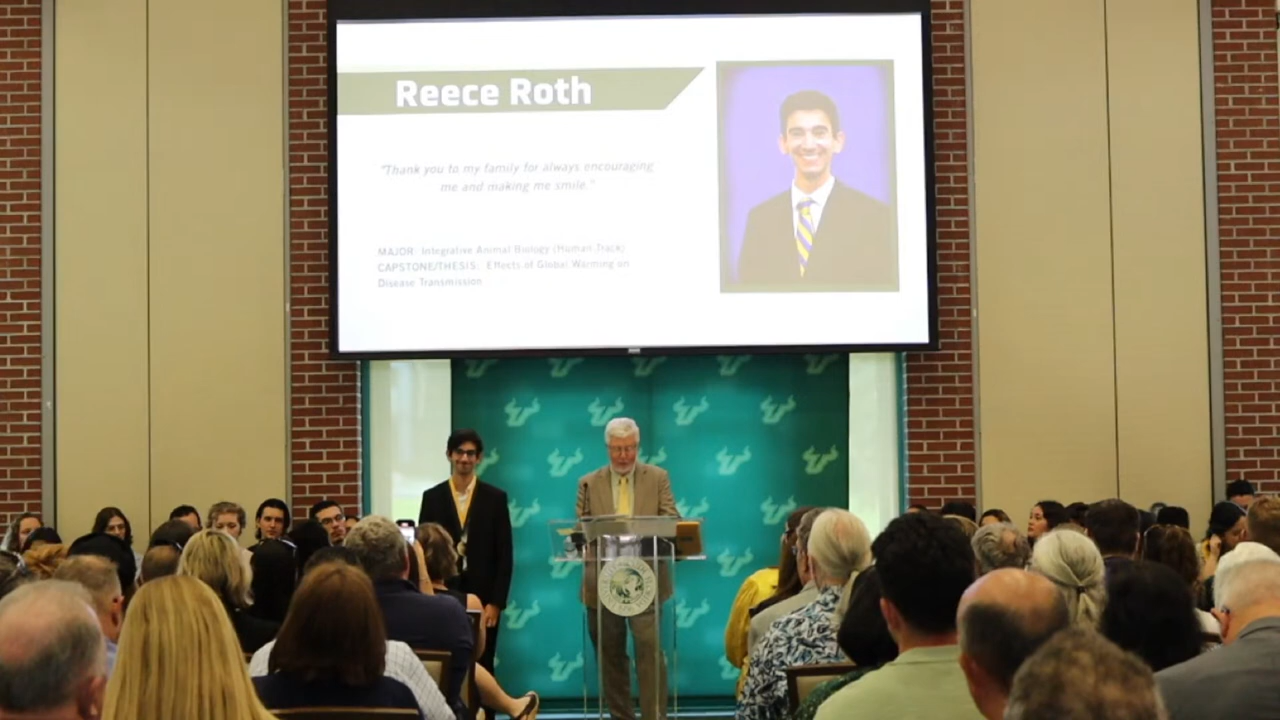 Reece Roth
"Thank you to my family for always encouraging
me and making me smile."
MAJOR: Integrative Animal Biology (Human Track)
CAPSTONE/THESIS: Effects of Global Warming on
Disease Transmission